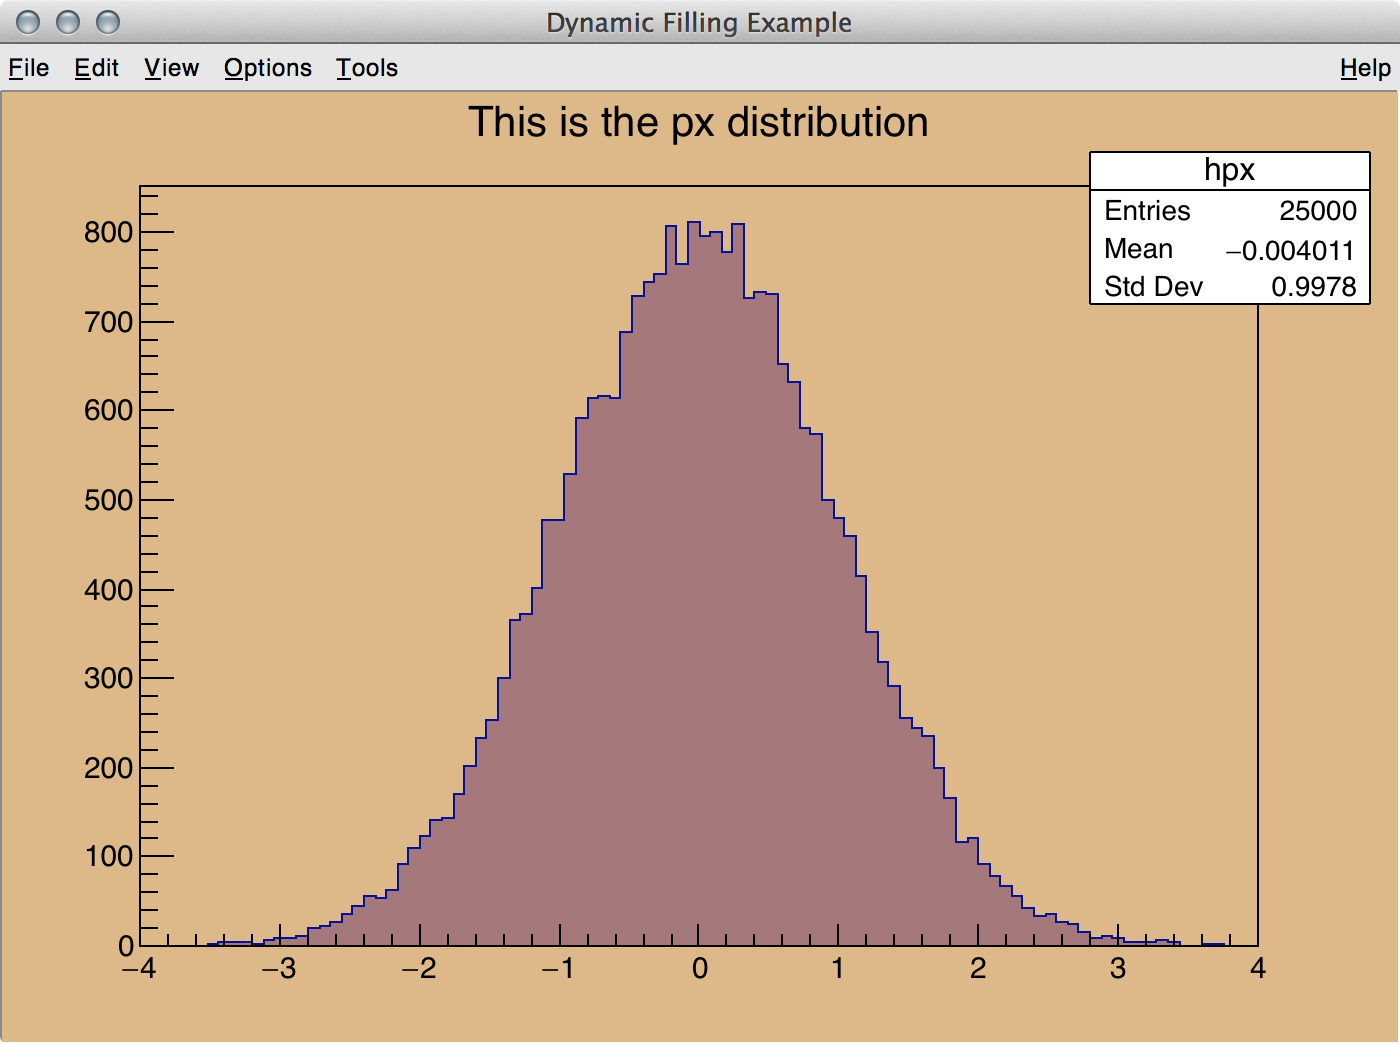 Dynamic Filling Example
File Edit View Options Tools Help
This is the px distribution
hpx
Entries 25000
Mean −0.004011
Std Dev 0.9978
800
700
600
500
400
300
200
100
0
−4 −3 −2 −1 0 1 2 3 4